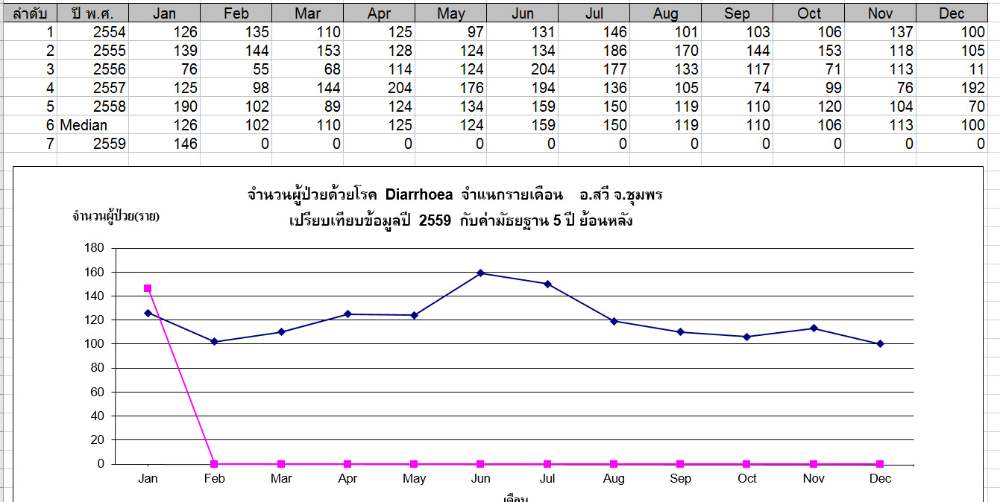 ลำดับ ปี พ.ศ. Jan Feb Mar Apr May Jun Jul Aug Sep Oct Nov Dec
1 2554 126 135 110 125 97 131 146 101 103 106 137 100
2 2555 139 144 153 128 124 134 186 170 144 153 118 105
3 2556 76 55 68 114 124 204 177 133 117 71 113 11
4 2557 125 98 144 204 176 194 136 105 74 99 76 192
5 2558 190 102 89 124 134 159 150 119 110 120 104 70
6 Median 126 102 110 125 124 159 150 119 110 106 113 100
7 2559 146 0 0 0 0 0 0 0 0 0 0 0
จำนวนผู้ป่วยด้วยโรค Diarrhoea จำแนกรายเดือน อ.สวี จ.ชุมพร
เปรียบเทียบข้อมูลปี 2559 กับค่ามัธยฐาน 5 ปี ย้อนหลัง
จำนวนผู้ป่วย(ราย)
180
160
140
120
100
80
60
40
20
0
Jan Feb Mar Apr May Jun Jul Aug Sep Oct Nov Dec
เดือน